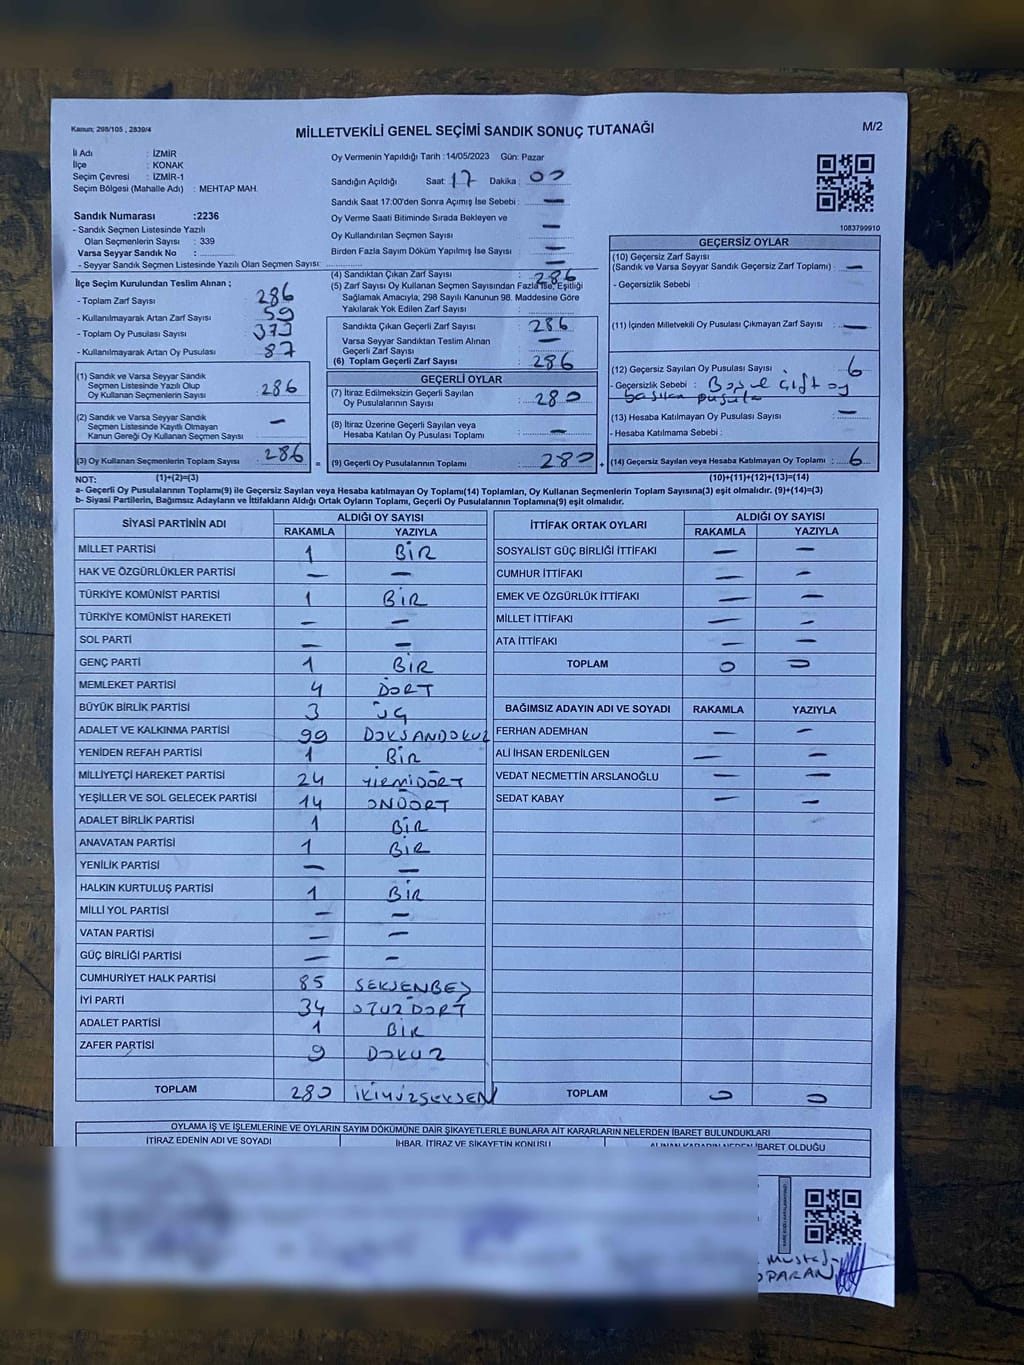 Kanun; 298/105 , 2839/4
MİLLETVEKİLİ GENEL SEÇİMİ SANDIK SONUÇ TUTANAĞI
M/2
İl Adı : İZMİR
İlçe : KONAK
Seçim Çevresi : İZMİR-1
Seçim Bölgesi (Mahalle Adı) : MEHTAP MAH.
Oy Vermenin Yapıldığı Tarih : 14/05/2023 Gün: Pazar
Sandığın Açıldığı Saat: 17 Dakika : 00
Sandık Saat 17:00'den Sonra Açımış İse Sebebi : —
Oy Verme Saati Bitiminde Sırada Bekleyen ve
Oy Kullandırılan Seçmen Sayısı : —
Birden Fazla Sayım Döküm Yapılmış İse Sayısı : —
1083799910
Sandık Numarası :2236
- Sandık Seçmen Listesinde Yazılı
Olan Seçmenlerin Sayısı : 339
Varsa Seyyar Sandık No :
- Seyyar Sandık Seçmen Listesinde Yazılı Olan Seçmen Sayısı: —
İlçe Seçim Kurulundan Teslim Alınan ;
- Toplam Zarf Sayısı : 286
- Kullanılmayarak Artan Zarf Sayısı : 59
- Toplam Oy Pusulası Sayısı : 373
- Kullanılmayarak Artan Oy Pusulası : 87
(1) Sandık ve Varsa Seyyar Sandık
Seçmen Listesinde Yazılı Olup
Oy Kullanan Seçmenlerin Sayısı : 286
(2) Sandık ve Varsa Seyyar Sandık
Seçmen Listesinde Kayıtlı Olmayan
Kanun Gereği Oy Kullanan Seçmen Sayısı : —
(3) Oy Kullanan Seçmenlerin Toplam Sayısı : 286
(4) Sandıktan Çıkan Zarf Sayısı : 286
(5) Zarf Sayısı Oy Kullanan Seçmen Sayısından Fazla İse, Eşitliği
Sağlamak Amacıyla; 298 Sayılı Kanunun 98. Maddesine Göre
Yakılarak Yok Edilen Zarf Sayısı :
Sandıkta Çıkan Geçerli Zarf Sayısı : 286
Varsa Seyyar Sandıktan Teslim Alınan
Geçerli Zarf Sayısı : —
(6) Toplam Geçerli Zarf Sayısı : 286
GEÇERLİ OYLAR
(7) İtiraz Edilmeksizin Geçerli Sayılan
Oy Pusulalarının Sayısı : 280
(8) İtiraz Üzerine Geçerli Sayılan veya
Hesaba Katılan Oy Pusulası Toplamı : —
= (9) Geçerli Oy Pusulalarının Toplamı : 280 +
GEÇERSİZ OYLAR
(10) Geçersiz Zarf Sayısı
(Sandık ve Varsa Seyyar Sandık Geçersiz Zarf Toplamı) : —
- Geçersizlik Sebebi :
(11) İçinden Milletvekili Oy Pusulası Çıkmayan Zarf Sayısı : —
(12) Geçersiz Sayılan Oy Pusulası Sayısı : 6
- Geçersizlik Sebebi : Boş ve çift oy
basılan pusula
(13) Hesaba Katılmayan Oy Pusulası Sayısı : —
- Hesaba Katılmama Sebebi :
(14) Geçersiz Sayılan veya Hesaba Katılmayan Oy Toplamı : 6
NOT: (1)+(2)=(3) (10)+(11)+(12)+(13)=(14)
a- Geçerli Oy Pusulalarının Toplamı(9) ile Geçersiz Sayılan veya Hesaba katılmayan Oy Toplamı(14) Toplamları, Oy Kullanan Seçmenlerin Toplam Sayısına(3) eşit olmalıdır. (9)+(14)=(3)
b- Siyasi Partilerin, Bağımsız Adayların ve İttifakların Aldığı Ortak Oyların Toplamı, Geçerli Oy Pusulalarının Toplamına(9) eşit olmalıdır.
SİYASİ PARTİNİN ADI
ALDIĞI OY SAYISI
RAKAMLA YAZIYLA
MİLLET PARTİSİ 1 BİR
HAK VE ÖZGÜRLÜKLER PARTİSİ — —
TÜRKİYE KOMÜNİST PARTİSİ 1 BİR
TÜRKİYE KOMÜNİST HAREKETİ — —
SOL PARTİ — —
GENÇ PARTİ 1 BİR
MEMLEKET PARTİSİ 4 DÖRT
BÜYÜK BİRLİK PARTİSİ 3 ÜÇ
ADALET VE KALKINMA PARTİSİ 99 DOKSANDOKUZ
YENİDEN REFAH PARTİSİ 1 BİR
MİLLİYETÇİ HAREKET PARTİSİ 24 YİRMİDÖRT
YEŞİLLER VE SOL GELECEK PARTİSİ 14 ONDÖRT
ADALET BİRLİK PARTİSİ 1 BİR
ANAVATAN PARTİSİ 1 BİR
YENİLİK PARTİSİ — —
HALKIN KURTULUŞ PARTİSİ 1 BİR
MİLLİ YOL PARTİSİ — —
VATAN PARTİSİ — —
GÜÇ BİRLİĞİ PARTİSİ — —
CUMHURİYET HALK PARTİSİ 85 SEKSENBEŞ
İYİ PARTİ 34 OTUZDÖRT
ADALET PARTİSİ 1 BİR
ZAFER PARTİSİ 9 DOKUZ
TOPLAM 280 İKİYÜZSEKSEN
İTTİFAK ORTAK OYLARI
ALDIĞI OY SAYISI
RAKAMLA YAZIYLA
SOSYALİST GÜÇ BİRLİĞİ İTTİFAKI — —
CUMHUR İTTİFAKI — —
EMEK VE ÖZGÜRLÜK İTTİFAKI — —
MİLLET İTTİFAKI — —
ATA İTTİFAKI — —
TOPLAM 0 0
BAĞIMSIZ ADAYIN ADI VE SOYADI RAKAMLA YAZIYLA
FERHAN ADEMHAN — —
ALİ İHSAN ERDENİLGEN — —
VEDAT NECMETTİN ARSLANOĞLU — —
SEDAT KABAY — —
TOPLAM 0 0
OYLAMA İŞ VE İŞLEMLERİNE VE OYLARIN SAYIM DÖKÜMÜNE DAİR ŞİKAYETLERLE BUNLARA AİT KARARLARIN NELERDEN İBARET BULUNDUKLARI
İTİRAZ EDENİN ADI VE SOYADI İHBAR, İTİRAZ VE ŞİKAYETİN KONUSU ALINAN KARARIN NEDEN İBARET OLDUĞU